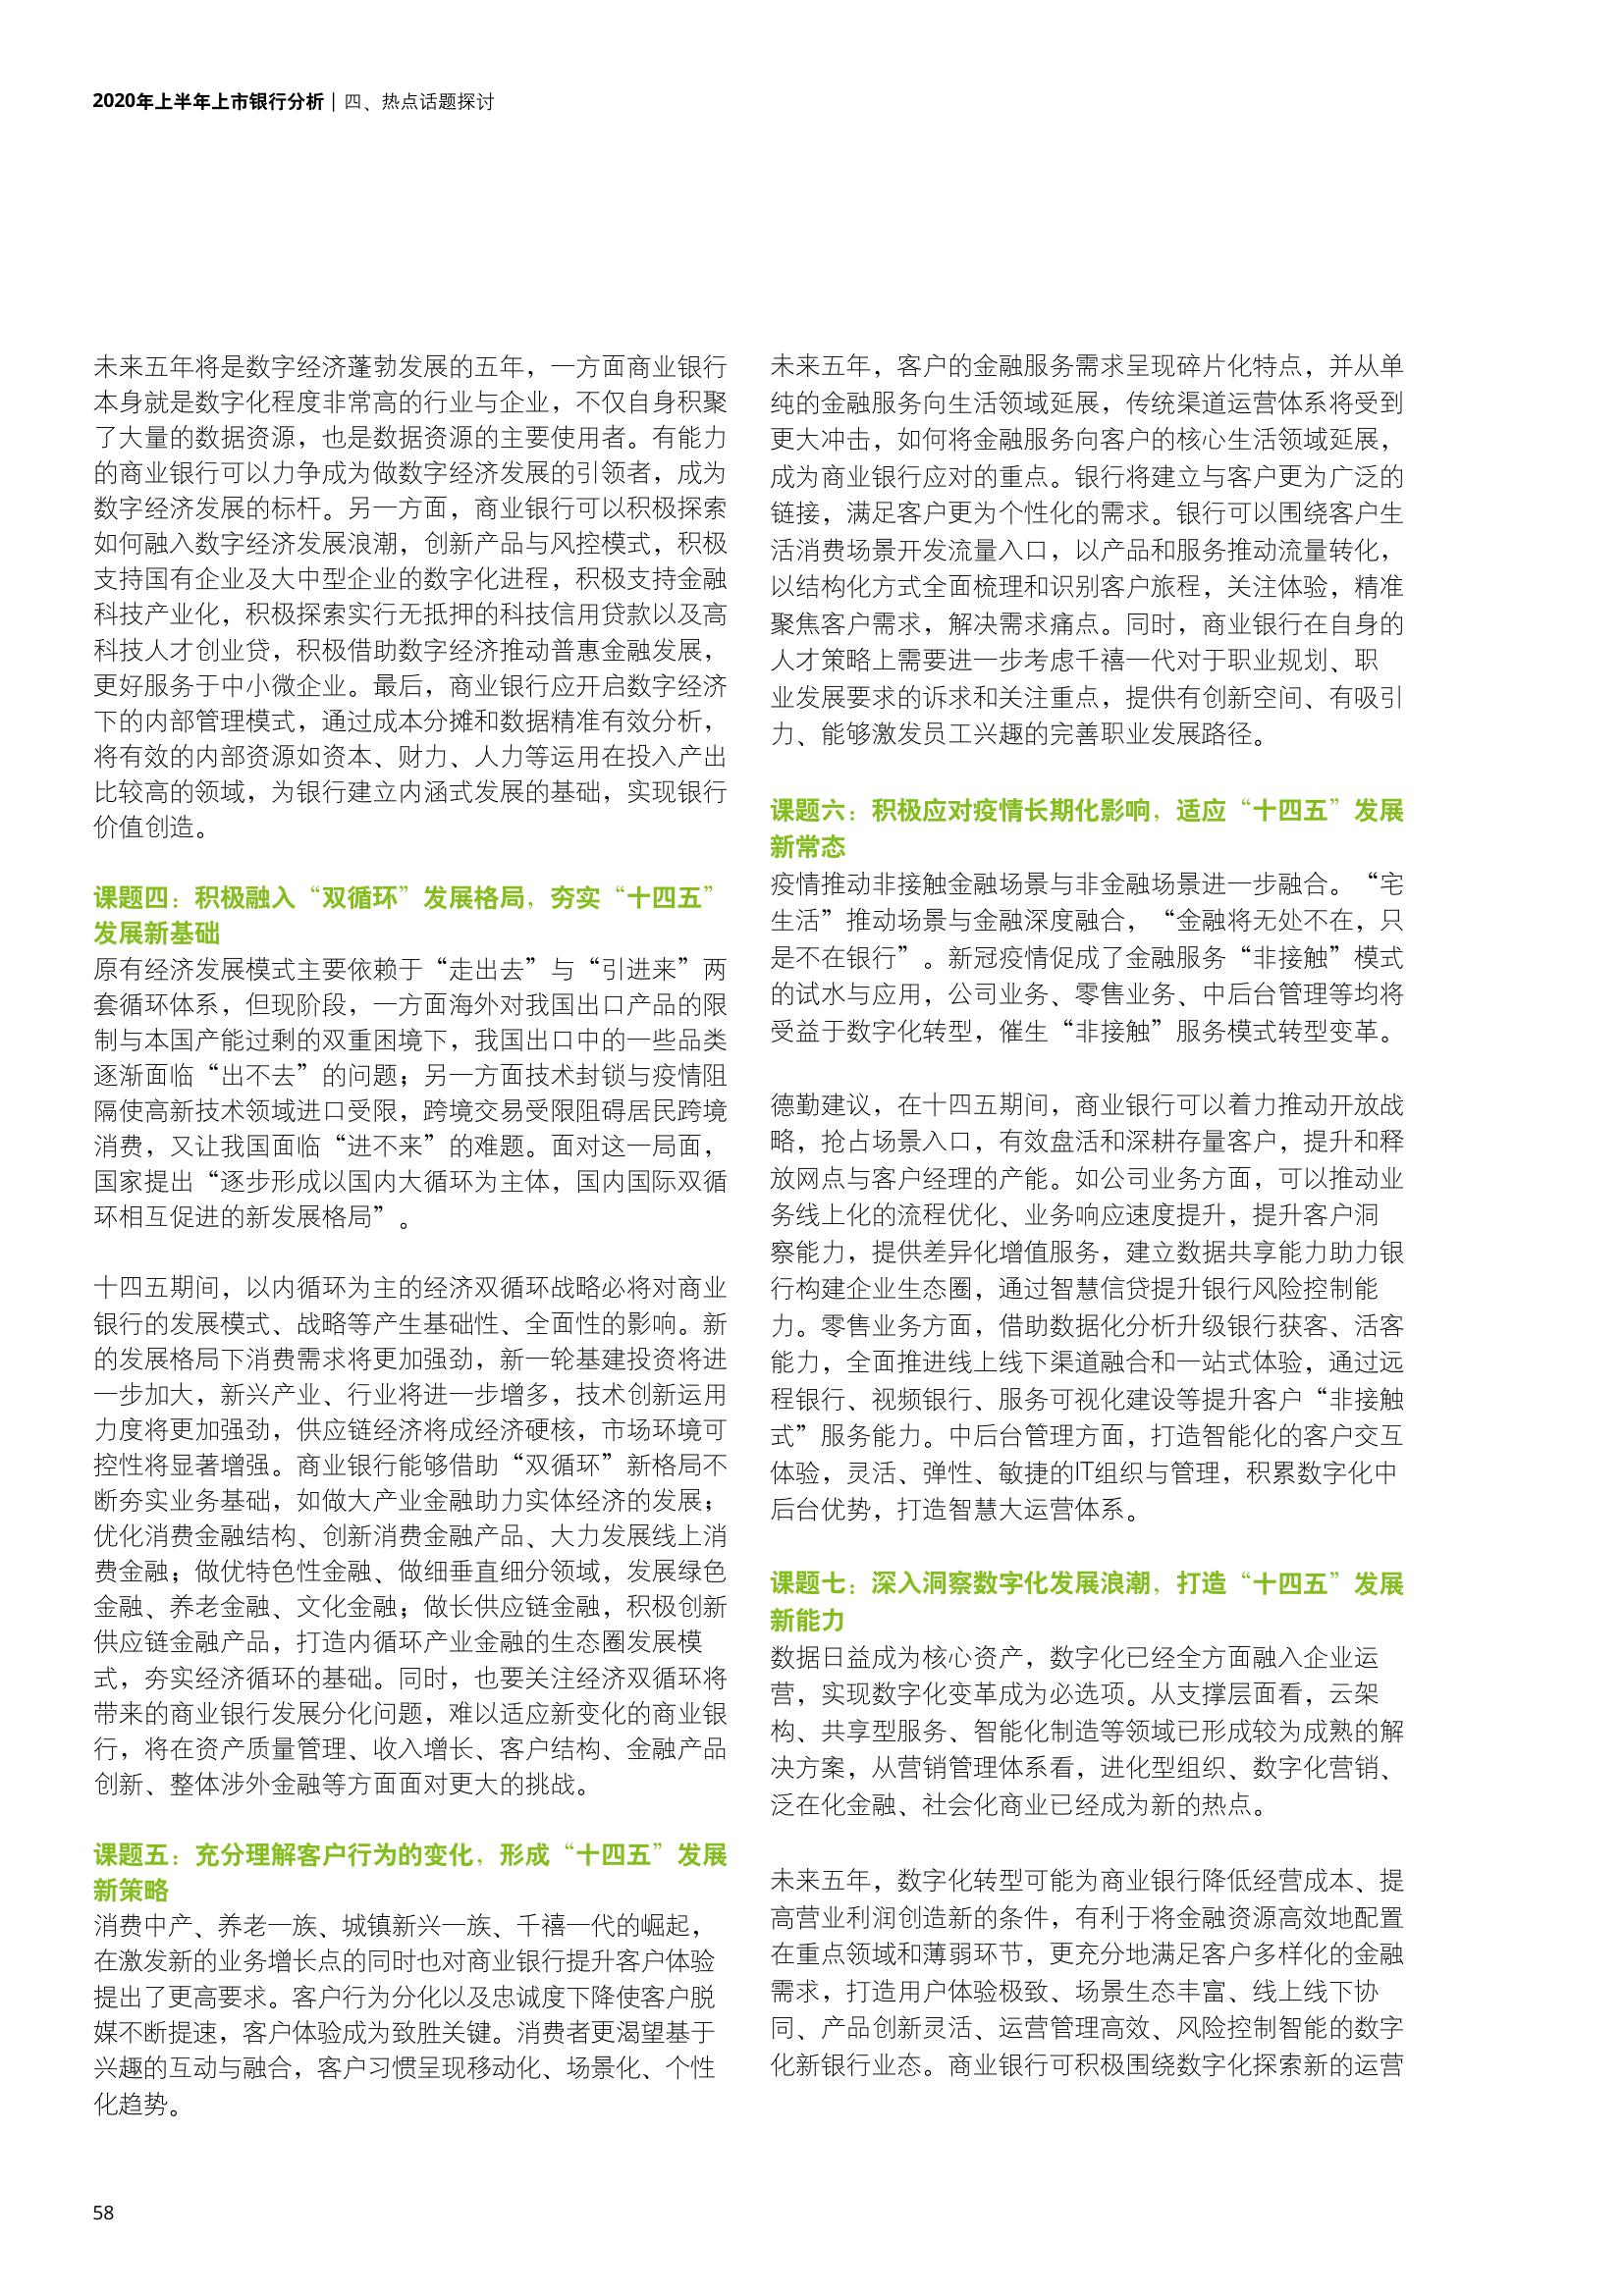 2020年上半年上市银行分析 | 四、热点话题探讨
未来五年将是数字经济蓬勃发展的五年，一方面商业银行
本身就是数字化程度非常高的行业与企业，不仅自身积聚
了大量的数据资源，也是数据资源的主要使用者。有能力
的商业银行可以力争成为做数字经济发展的引领者，成为
数字经济发展的标杆。另一方面，商业银行可以积极探索
如何融入数字经济发展浪潮，创新产品与风控模式，积极
支持国有企业及大中型企业的数字化进程，积极支持金融
科技产业化，积极探索实行无抵押的科技信用贷款以及高
科技人才创业贷，积极借助数字经济推动普惠金融发展，
更好服务于中小微企业。最后，商业银行应开启数字经济
下的内部管理模式，通过成本分摊和数据精准有效分析，
将有效的内部资源如资本、财力、人力等运用在投入产出
比较高的领域，为银行建立内涵式发展的基础，实现银行
价值创造。
课题四：积极融入“双循环”发展格局，夯实“十四五”
发展新基础
原有经济发展模式主要依赖于“走出去”与“引进来”两
套循环体系，但现阶段，一方面海外对我国出口产品的限
制与本国产能过剩的双重困境下，我国出口中的一些品类
逐渐面临“出不去”的问题；另一方面技术封锁与疫情阻
隔使高新技术领域进口受限，跨境交易受限阻碍居民跨境
消费，又让我国面临“进不来”的难题。面对这一局面，
国家提出“逐步形成以国内大循环为主体，国内国际双循
环相互促进的新发展格局”。
十四五期间，以内循环为主的经济双循环战略必将对商业
银行的发展模式、战略等产生基础性、全面性的影响。新
的发展格局下消费需求将更加强劲，新一轮基建投资将进
一步加大，新兴产业、行业将进一步增多，技术创新运用
力度将更加强劲，供应链经济将成经济硬核，市场环境可
控性将显著增强。商业银行能够借助“双循环”新格局不
断夯实业务基础，如做大产业金融助力实体经济的发展；
优化消费金融结构、创新消费金融产品、大力发展线上消
费金融；做优特色性金融、做细垂直细分领域，发展绿色
金融、养老金融、文化金融；做长供应链金融，积极创新
供应链金融产品，打造内循环产业金融的生态圈发展模
式，夯实经济循环的基础。同时，也要关注经济双循环将
带来的商业银行发展分化问题，难以适应新变化的商业银
行，将在资产质量管理、收入增长、客户结构、金融产品
创新、整体涉外金融等方面面对更大的挑战。
课题五：充分理解客户行为的变化，形成“十四五”发展
新策略
消费中产、养老一族、城镇新兴一族、千禧一代的崛起，
在激发新的业务增长点的同时也对商业银行提升客户体验
提出了更高要求。客户行为分化以及忠诚度下降使客户脱
媒不断提速，客户体验成为致胜关键。消费者更渴望基于
兴趣的互动与融合，客户习惯呈现移动化、场景化、个性
化趋势。
未来五年，客户的金融服务需求呈现碎片化特点，并从单
纯的金融服务向生活领域延展，传统渠道运营体系将受到
更大冲击，如何将金融服务向客户的核心生活领域延展，
成为商业银行应对的重点。银行将建立与客户更为广泛的
链接，满足客户更为个性化的需求。银行可以围绕客户生
活消费场景开发流量入口，以产品和服务推动流量转化，
以结构化方式全面梳理和识别客户旅程，关注体验，精准
聚焦客户需求，解决需求痛点。同时，商业银行在自身的
人才策略上需要进一步考虑千禧一代对于职业规划、职
业发展要求的诉求和关注重点，提供有创新空间、有吸引
力、能够激发员工兴趣的完善职业发展路径。
课题六：积极应对疫情长期化影响，适应“十四五”发展
新常态
疫情推动非接触金融场景与非金融场景进一步融合。“宅
生活”推动场景与金融深度融合，“金融将无处不在，只
是不在银行”。新冠疫情促成了金融服务“非接触”模式
的试水与应用，公司业务、零售业务、中后台管理等均将
受益于数字化转型，催生“非接触”服务模式转型变革。
德勤建议，在十四五期间，商业银行可以着力推动开放战
略，抢占场景入口，有效盘活和深耕存量客户，提升和释
放网点与客户经理的产能。如公司业务方面，可以推动业
务线上化的流程优化、业务响应速度提升，提升客户洞
察能力，提供差异化增值服务，建立数据共享能力助力银
行构建企业生态圈，通过智慧信贷提升银行风险控制能
力。零售业务方面，借助数据化分析升级银行获客、活客
能力，全面推进线上线下渠道融合和一站式体验，通过远
程银行、视频银行、服务可视化建设等提升客户“非接触
式”服务能力。中后台管理方面，打造智能化的客户交互
体验，灵活、弹性、敏捷的IT组织与管理，积累数字化中
后台优势，打造智慧大运营体系。
课题七：深入洞察数字化发展浪潮，打造“十四五”发展
新能力
数据日益成为核心资产，数字化已经全方面融入企业运
营，实现数字化变革成为必选项。从支撑层面看，云架
构、共享型服务、智能化制造等领域已形成较为成熟的解
决方案，从营销管理体系看，进化型组织、数字化营销、
泛在化金融、社会化商业已经成为新的热点。
未来五年，数字化转型可能为商业银行降低经营成本、提
高营业利润创造新的条件，有利于将金融资源高效地配置
在重点领域和薄弱环节，更充分地满足客户多样化的金融
需求，打造用户体验极致、场景生态丰富、线上线下协
同、产品创新灵活、运营管理高效、风险控制智能的数字
化新银行业态。商业银行可积极围绕数字化探索新的运营
58